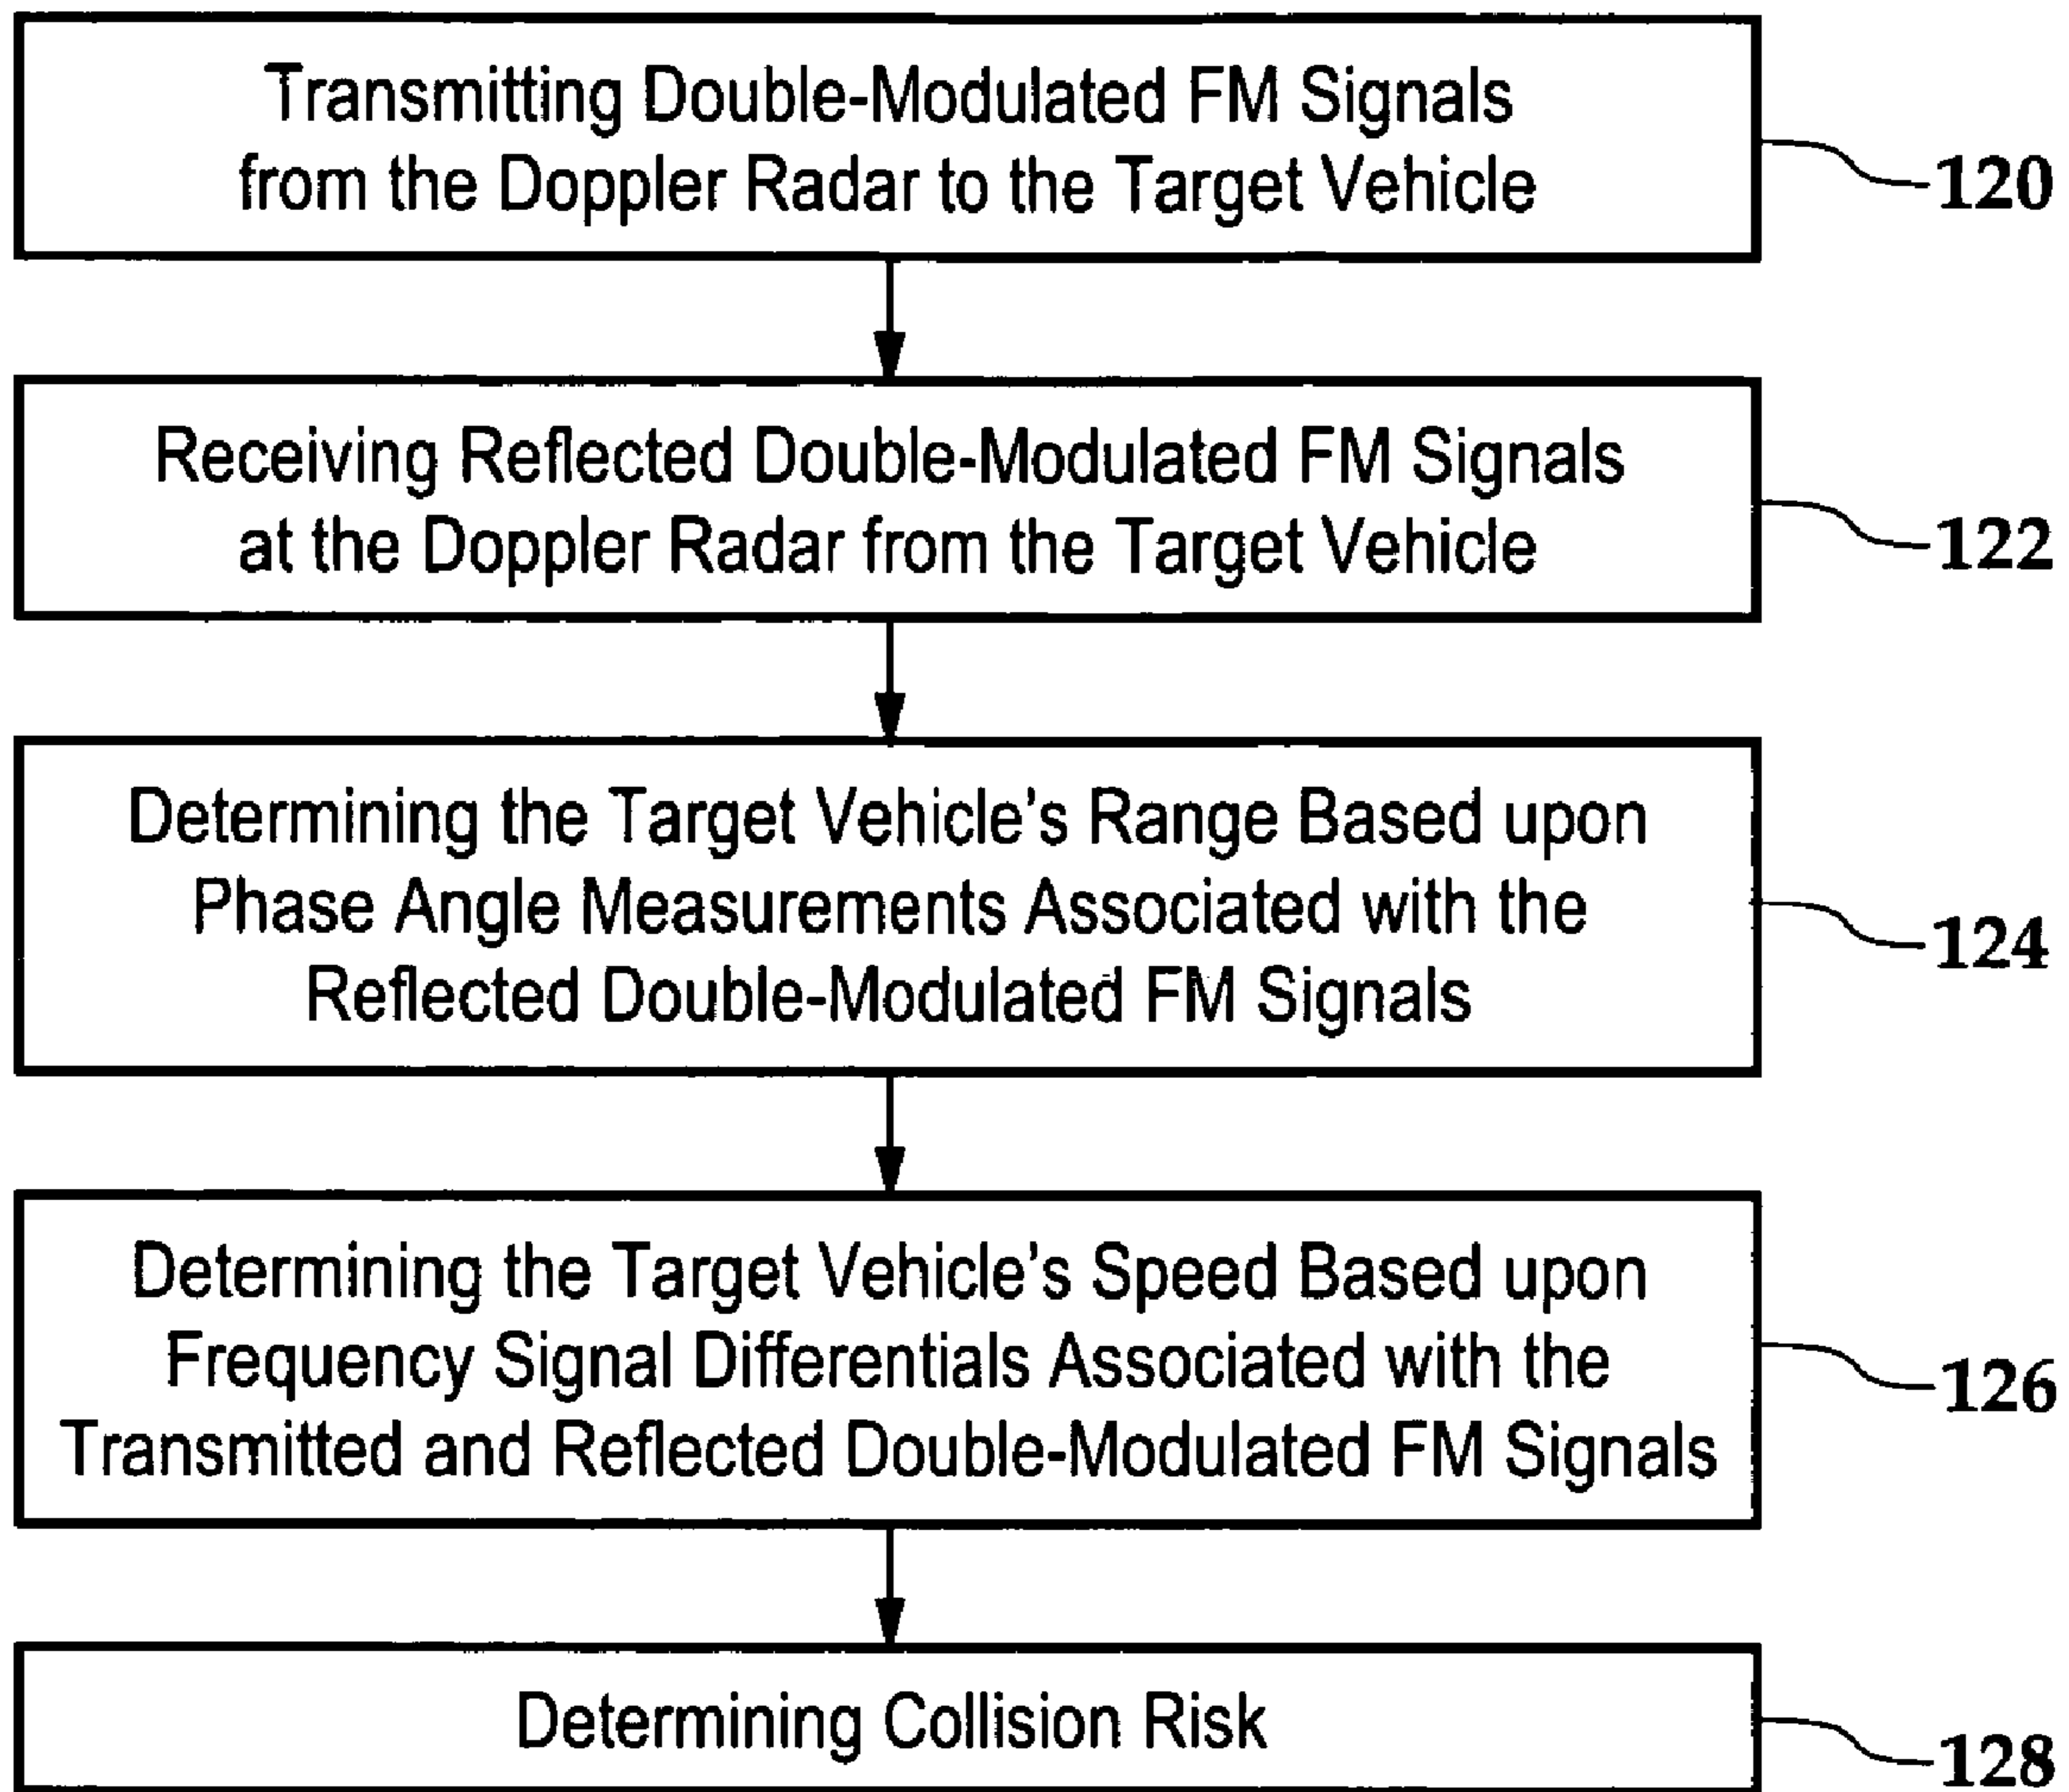 Transmitting Double-Modulated FM Signals
from the Doppler Radar to the Target Vehicle
120
Receiving Reflected Double-Modulated FM Signals
at the Doppler Radar from the Target Vehicle
122
Determining the Target Vehicle's Range Based upon
Phase Angle Measurements Associated with the
Reflected Double-Modulated FM Signals
124
Determining the Target Vehicle's Speed Based upon
Frequency Signal Differentials Associated with the
Transmitted and Reflected Double-Modulated FM Signals
126
Determining Collision Risk
128